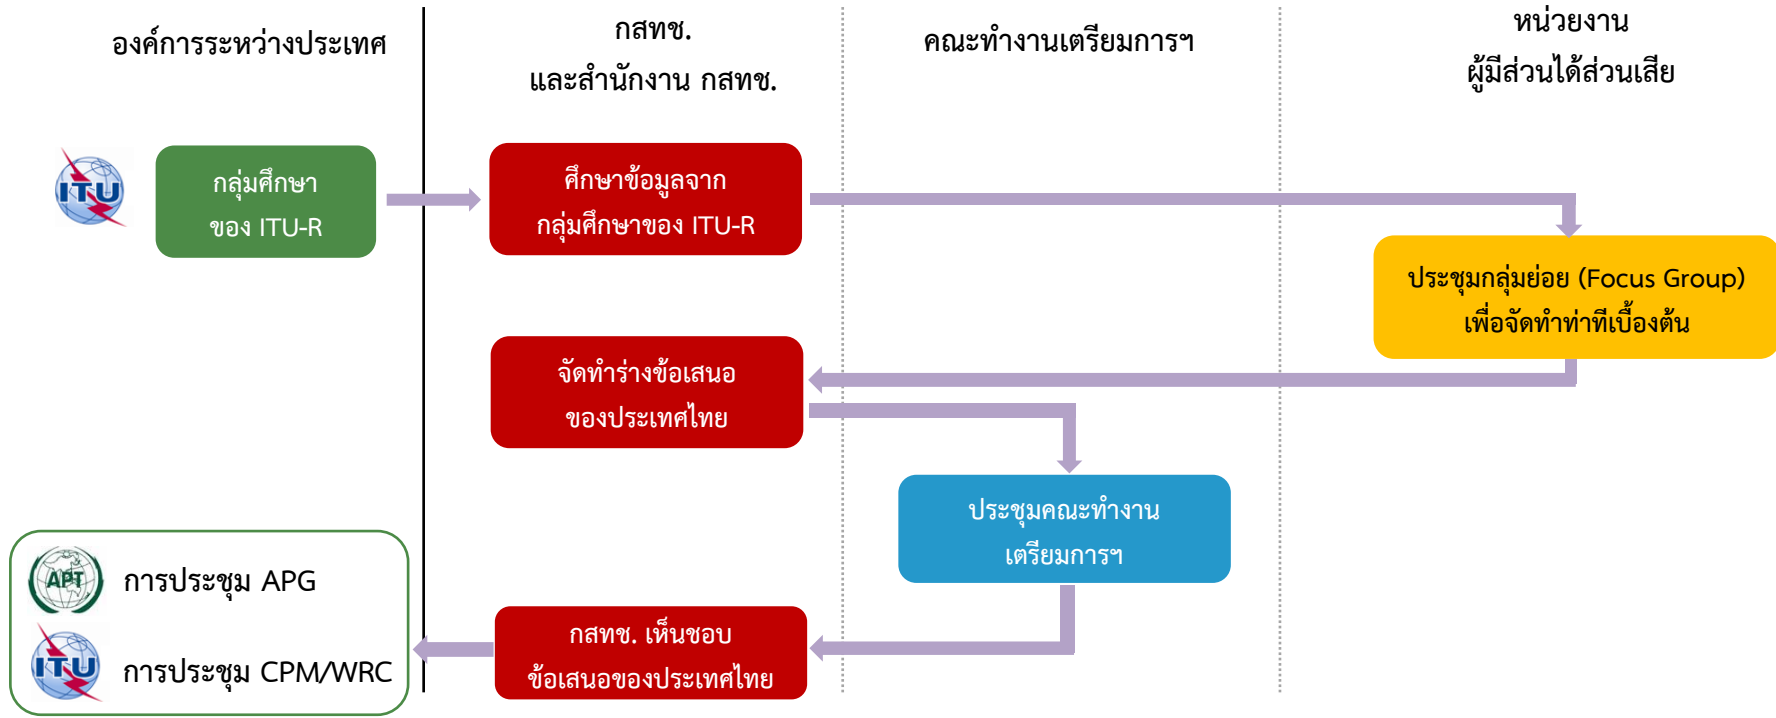 องค์การระหว่างประเทศ
กสทช.
และสำนักงาน กสทช.
คณะทำงานเตรียมการฯ
หน่วยงาน
ผู้มีส่วนได้ส่วนเสีย
ITU
กลุ่มศึกษา
ของ ITU-R
ศึกษาข้อมูลจาก
กลุ่มศึกษาของ ITU-R
ประชุมกลุ่มย่อย (Focus Group)
เพื่อจัดทำท่าทีเบื้องต้น
จัดทำร่างข้อเสนอ
ของประเทศไทย
ประชุมคณะทำงาน
เตรียมการฯ
APT
การประชุม APG
ITU
การประชุม CPM/WRC
กสทช. เห็นชอบ
ข้อเสนอของประเทศไทย